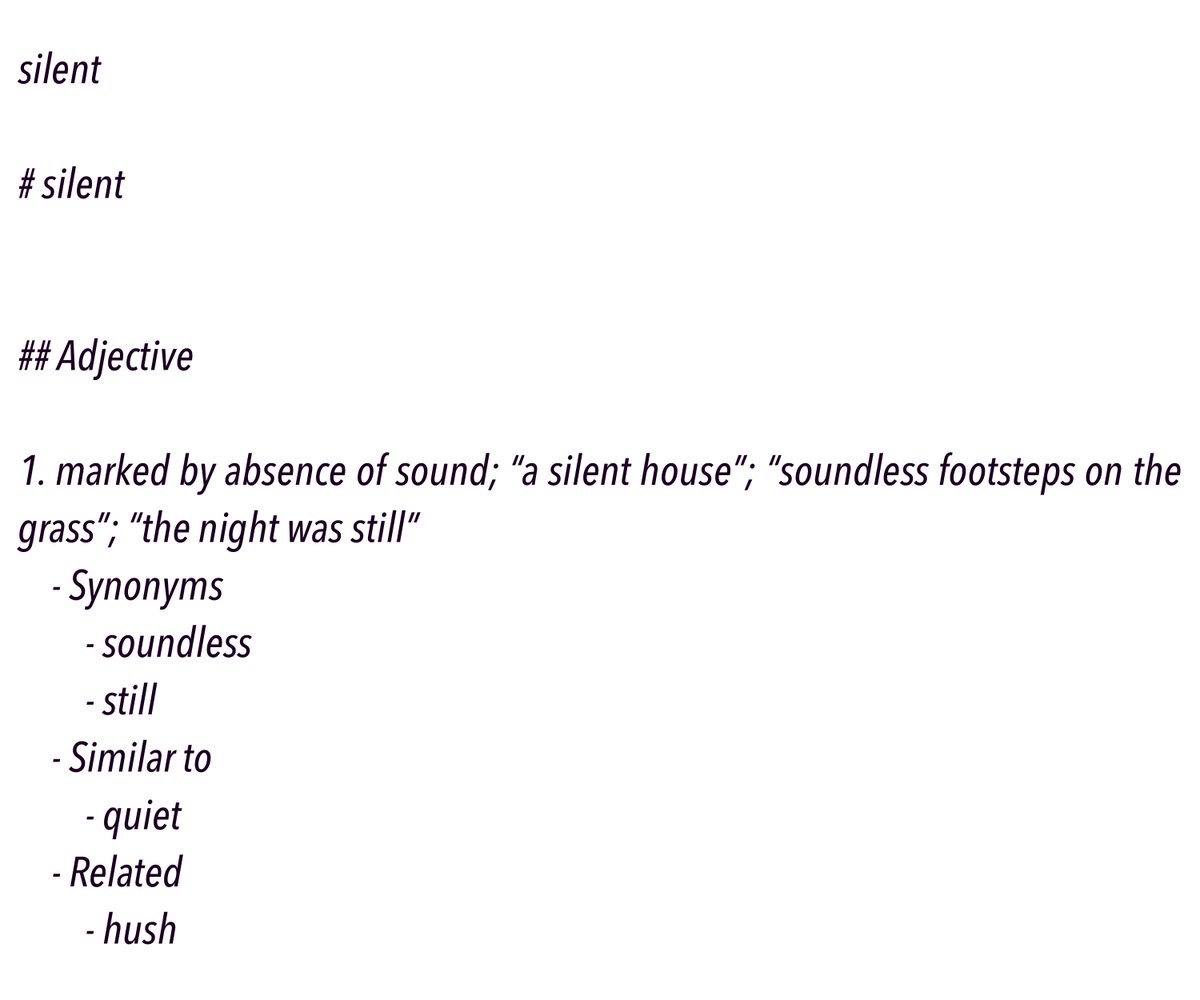 silent
# silent
## Adjective
1. marked by absence of sound; “a silent house”; “soundless footsteps on the
grass”; “the night was still”
- Synonyms
- soundless
- still
- Similar to
- quiet
- Related
- hush